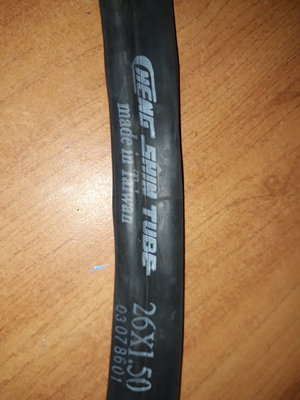 CHENG SHIN TUBE
made in Taiwan
26X1.50
03078601